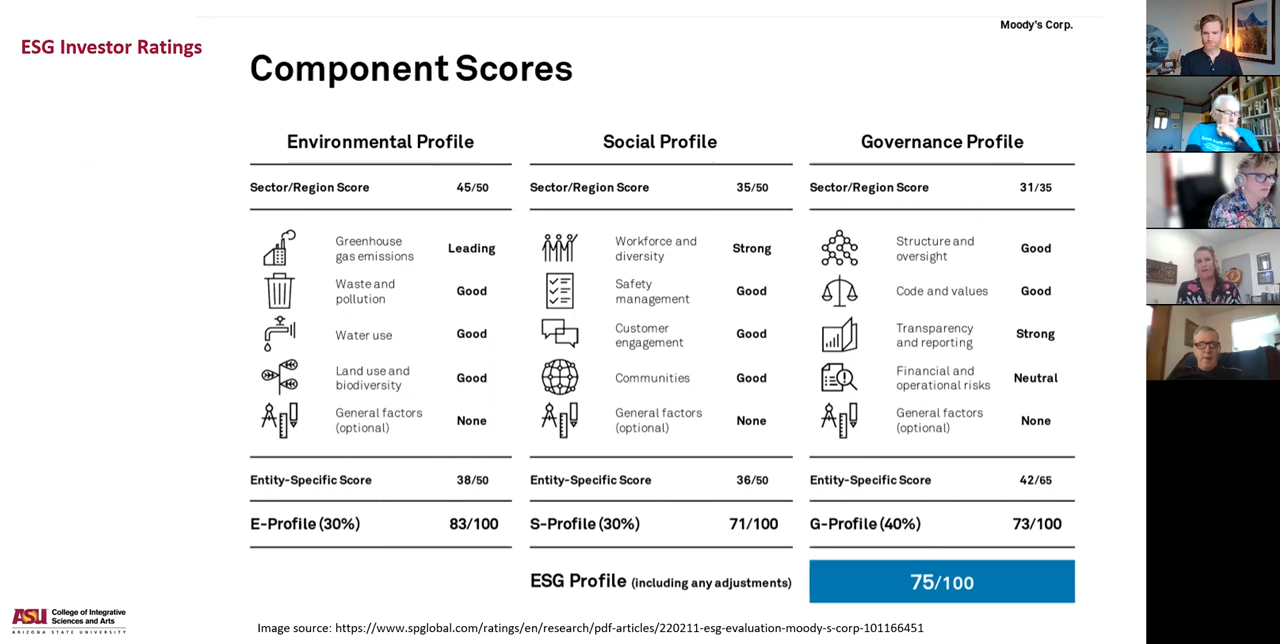 Moody's Corp.
ESG Investor Ratings
Component Scores
Environmental Profile
Sector/Region Score 45/50
Greenhouse
gas emissions
Leading
Waste and
pollution
Good
Water use Good
Land use and
biodiversity
Good
General factors
(optional)
None
Entity-Specific Score 38/50
E-Profile (30%) 83/100
Social Profile
Sector/Region Score 35/50
Workforce and
diversity
Strong
Safety
management
Good
Customer
engagement
Good
Communities Good
General factors
(optional)
None
Entity-Specific Score 36/50
S-Profile (30%) 71/100
Governance Profile
Sector/Region Score 31/35
Structure and
oversight
Good
Code and values Good
Transparency
and reporting
Strong
Financial and
operational risks
Neutral
General factors
(optional)
None
Entity-Specific Score 42/65
G-Profile (40%) 73/100
ESG Profile (including any adjustments) 75/100
ASU College of Integrative
Sciences and Arts
ARIZONA STATE UNIVERSITY
Image source: https://www.spglobal.com/ratings/en/research/pdf-articles/220211-esg-evaluation-moody-s-corp-101166451